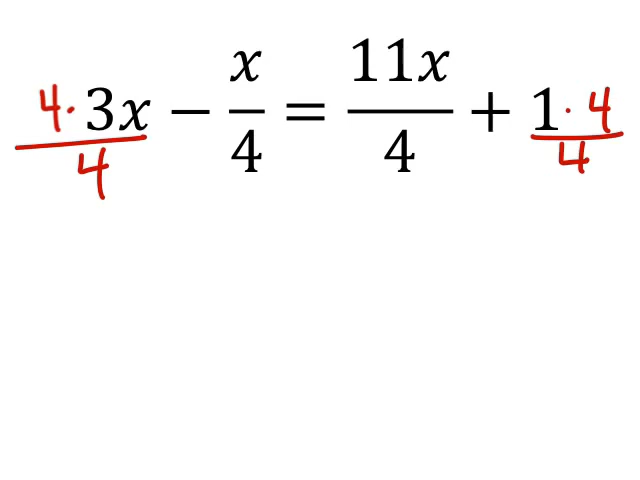 4· 3x − x/4 = 11x/4 + 1 · 4
4 4